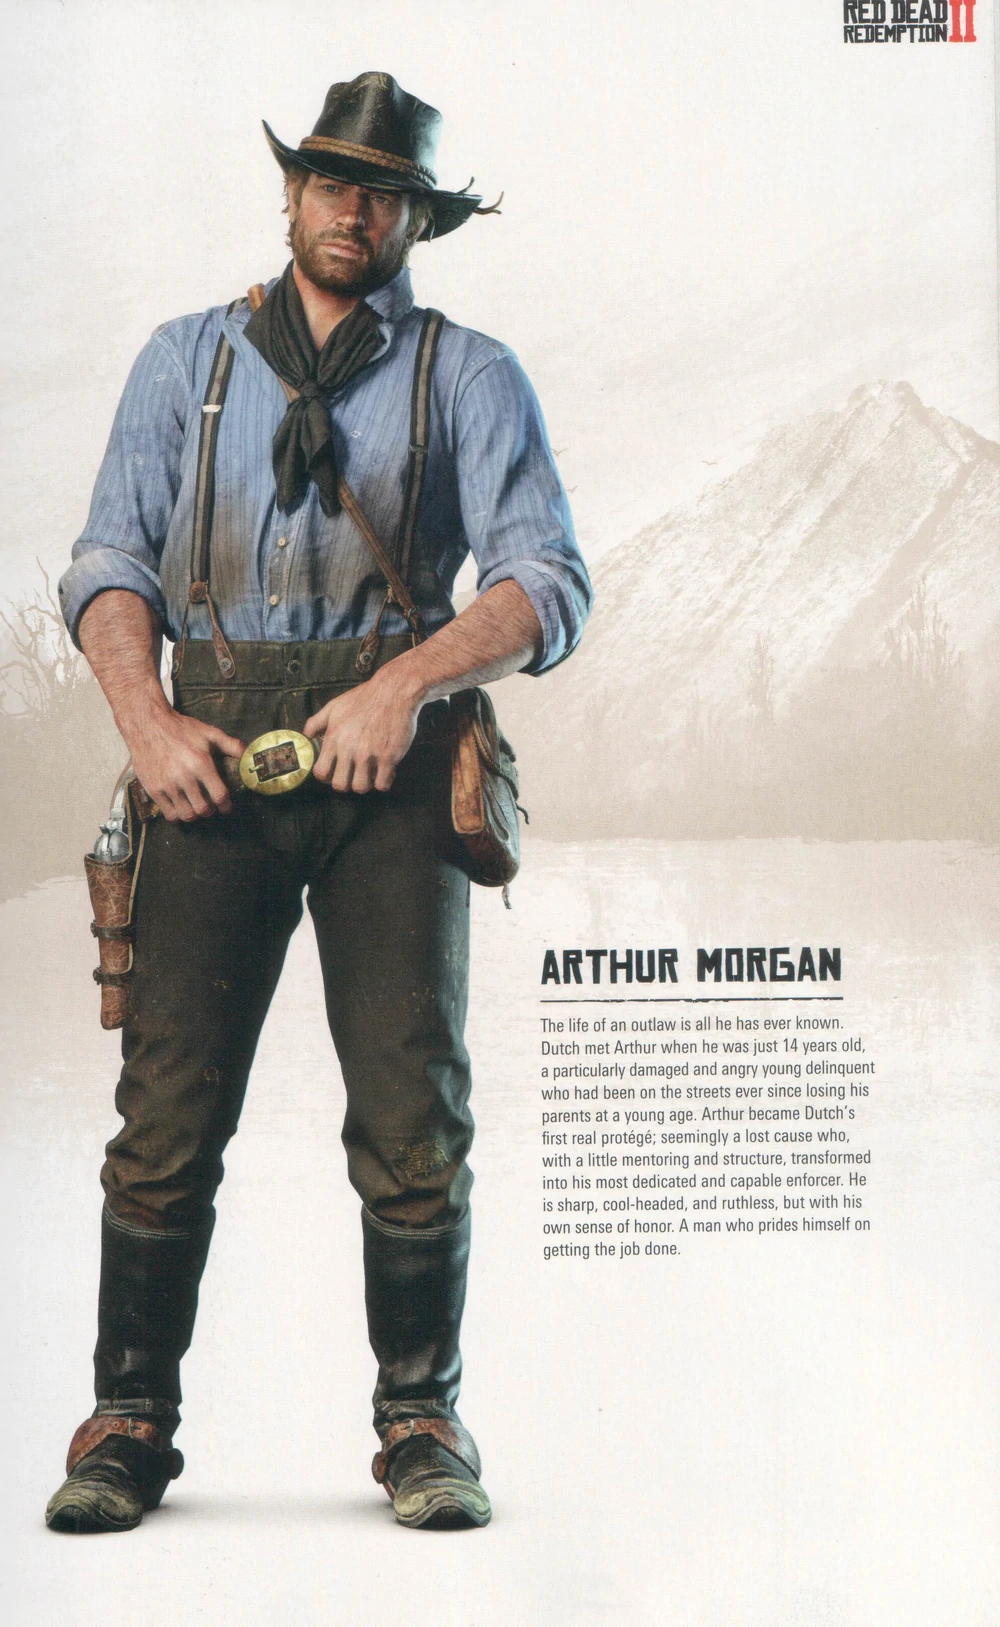 RED DEAD
REDEMPTION II
ARTHUR MORGAN
The life of an outlaw is all he has ever known.
Dutch met Arthur when he was just 14 years old,
a particularly damaged and angry young delinquent
who had been on the streets ever since losing his
parents at a young age. Arthur became Dutch's
first real protégé; seemingly a lost cause who,
with a little mentoring and structure, transformed
into his most dedicated and capable enforcer. He
is sharp, cool-headed, and ruthless, but with his
own sense of honor. A man who prides himself on
getting the job done.